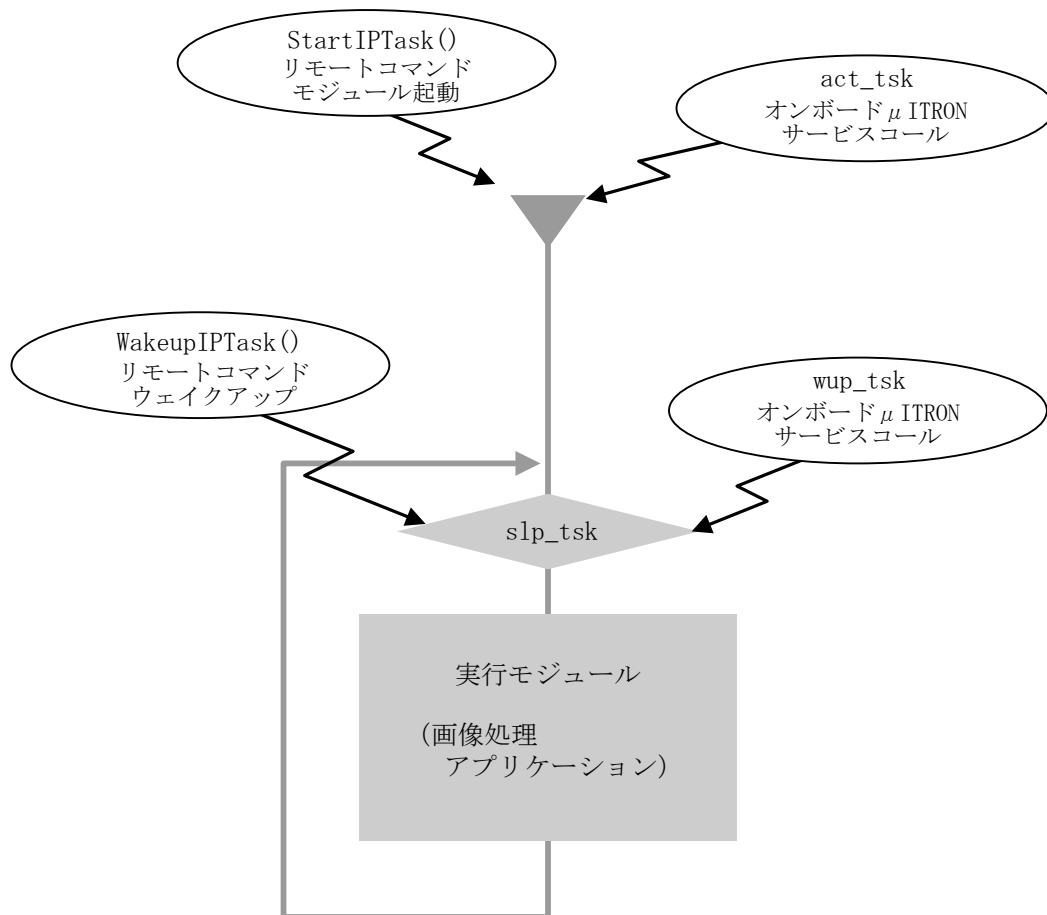 StartIPTask()
リモートコマンド
モジュール起動
act_tsk
オンボードμITRON
サービスコール
WakeupIPTask()
リモートコマンド
ウェイクアップ
wup_tsk
オンボードμITRON
サービスコール
slp_tsk
実行モジュール
(画像処理
アプリケーション)